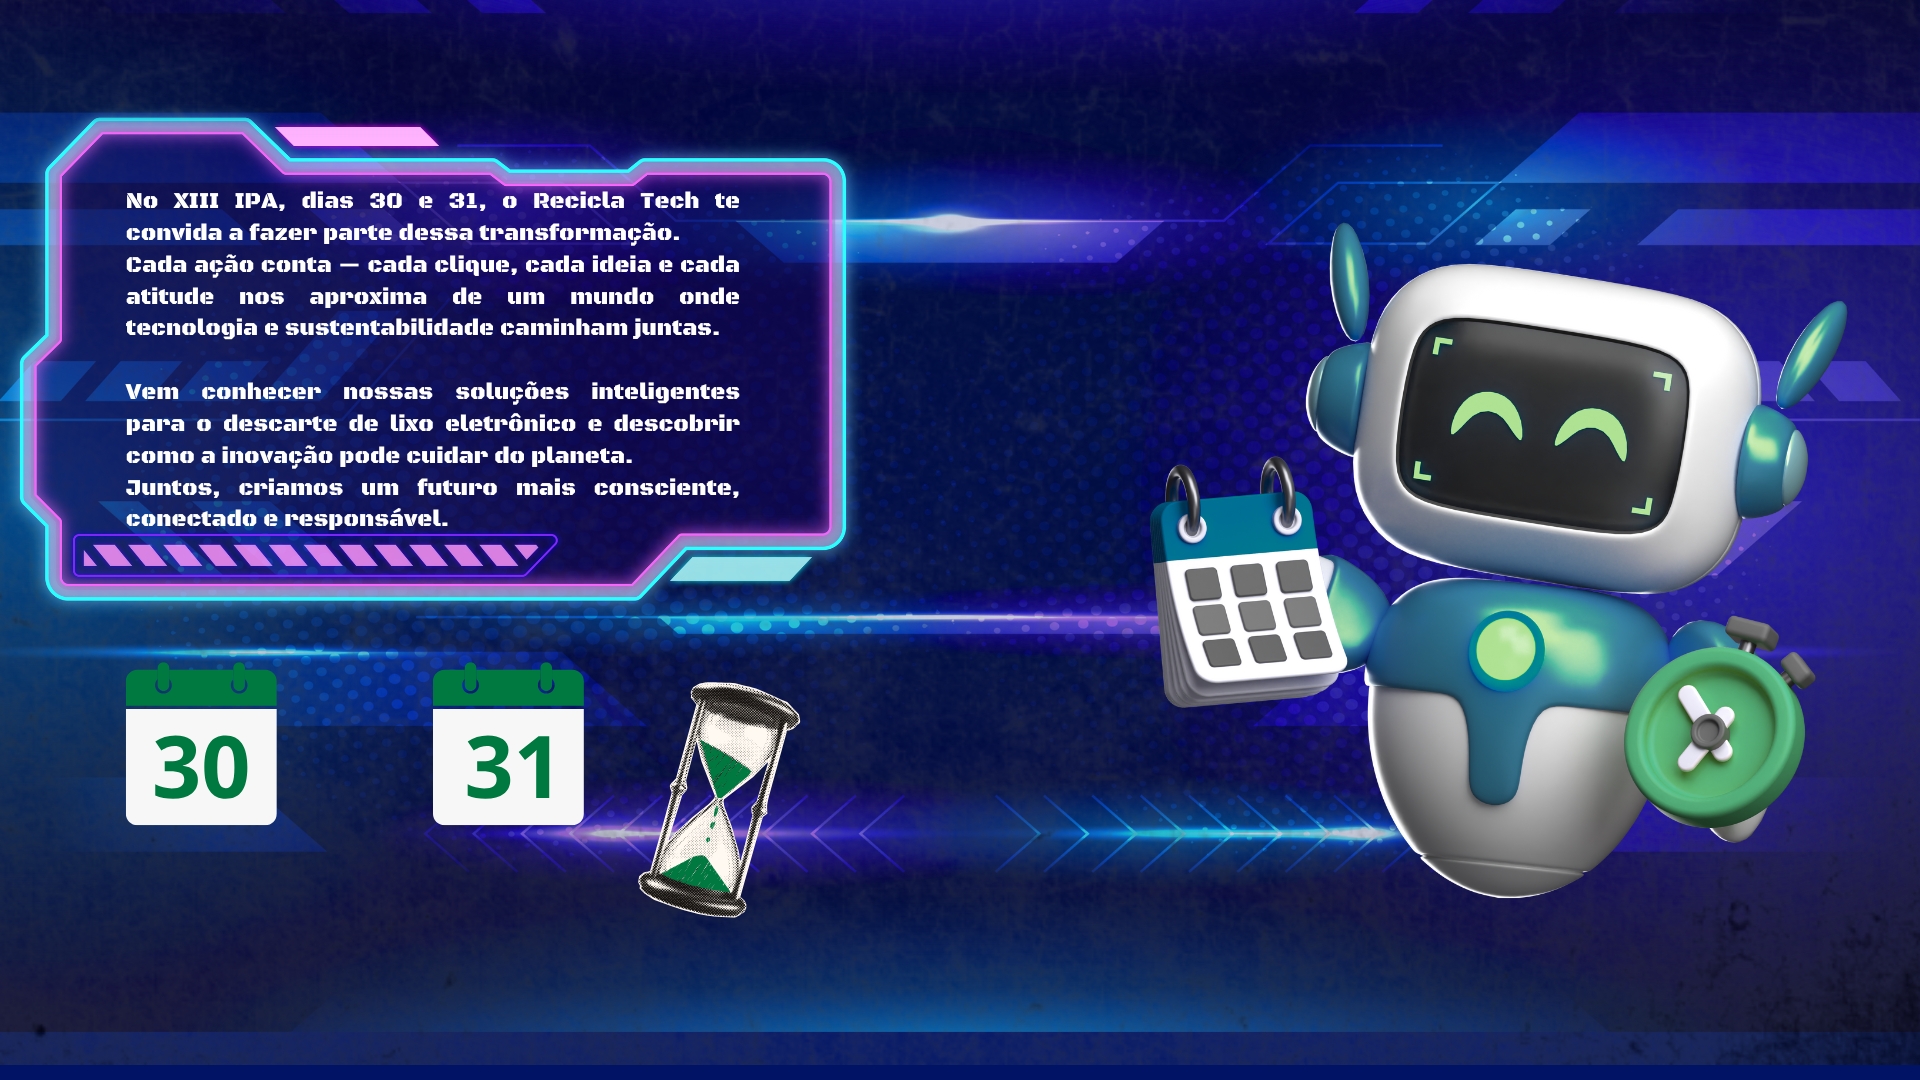 No XIII IPA, dias 30 e 31, o Recicla Tech te
convida a fazer parte dessa transformação.
Cada ação conta — cada clique, cada ideia e cada
atitude nos aproxima de um mundo onde
tecnologia e sustentabilidade caminham juntas.
Vem conhecer nossas soluções inteligentes
para o descarte de lixo eletrônico e descobrir
como a inovação pode cuidar do planeta.
Juntos, criamos um futuro mais consciente,
conectado e responsável.
30
31